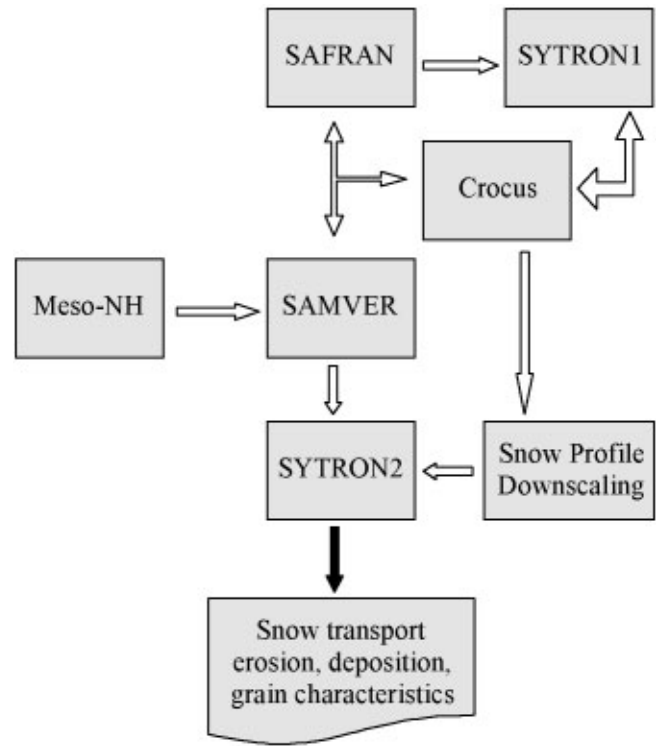 SAFRAN
SYTRON1
Crocus
Meso-NH
SAMVER
SYTRON2
Snow Profile
Downscaling
Snow transport
erosion, deposition,
grain characteristics